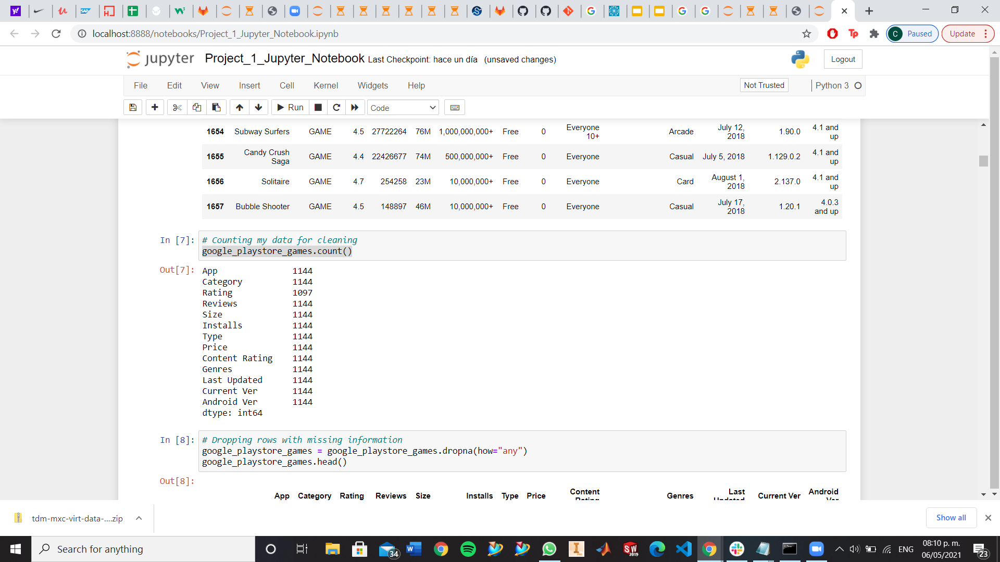 localhost:8888/notebooks/Project_1_Jupyter_Notebook.ipynb
C Paused
Update
jupyter Project_1_Jupyter_Notebook Last Checkpoint: hace un día (unsaved changes)
Logout
File Edit View Insert Cell Kernel Widgets Help
Not Trusted
Python 3
Run
Code
1654 Subway Surfers GAME 4.5 27722264 76M 1,000,000,000+ Free 0 Everyone 10+ Arcade July 12, 2018 1.90.0 4.1 and up
1655 Candy Crush Saga GAME 4.4 22426677 74M 500,000,000+ Free 0 Everyone Casual July 5, 2018 1.129.0.2 4.1 and up
1656 Solitaire GAME 4.7 254258 23M 10,000,000+ Free 0 Everyone Card August 1, 2018 2.137.0 4.1 and up
1657 Bubble Shooter GAME 4.5 148897 46M 10,000,000+ Free 0 Everyone Casual July 17, 2018 1.20.1 4.0.3 and up
In [7]: # Counting my data for cleaning
google_playstore_games.count()
Out[7]: App 1144
Category 1144
Rating 1097
Reviews 1144
Size 1144
Installs 1144
Type 1144
Price 1144
Content Rating 1144
Genres 1144
Last Updated 1144
Current Ver 1144
Android Ver 1144
dtype: int64
In [8]: # Dropping rows with missing information
google_playstore_games = google_playstore_games.dropna(how="any")
google_playstore_games.head()
Out[8]:
App Category Rating Reviews Size Installs Type Price Content Rating Genres Last Updated Current Ver Android Ver
tdm-mxc-virt-data-....zip
Show all
Search for anything
34
ENG
08:10 p. m.
06/05/2021
23